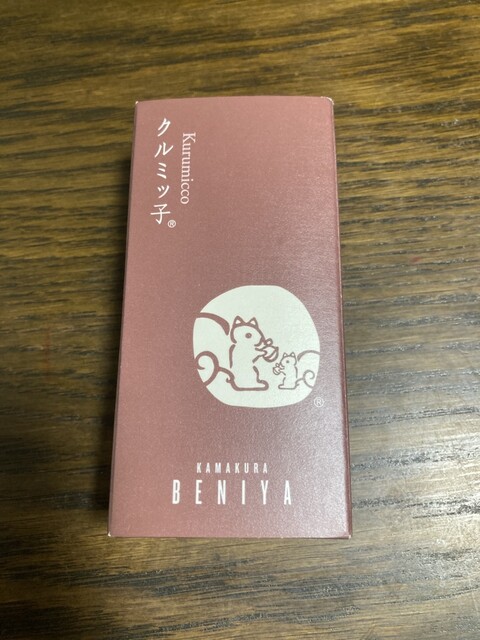 クルミッ子®
Kurumicco
®
KAMAKURA
BENIYA